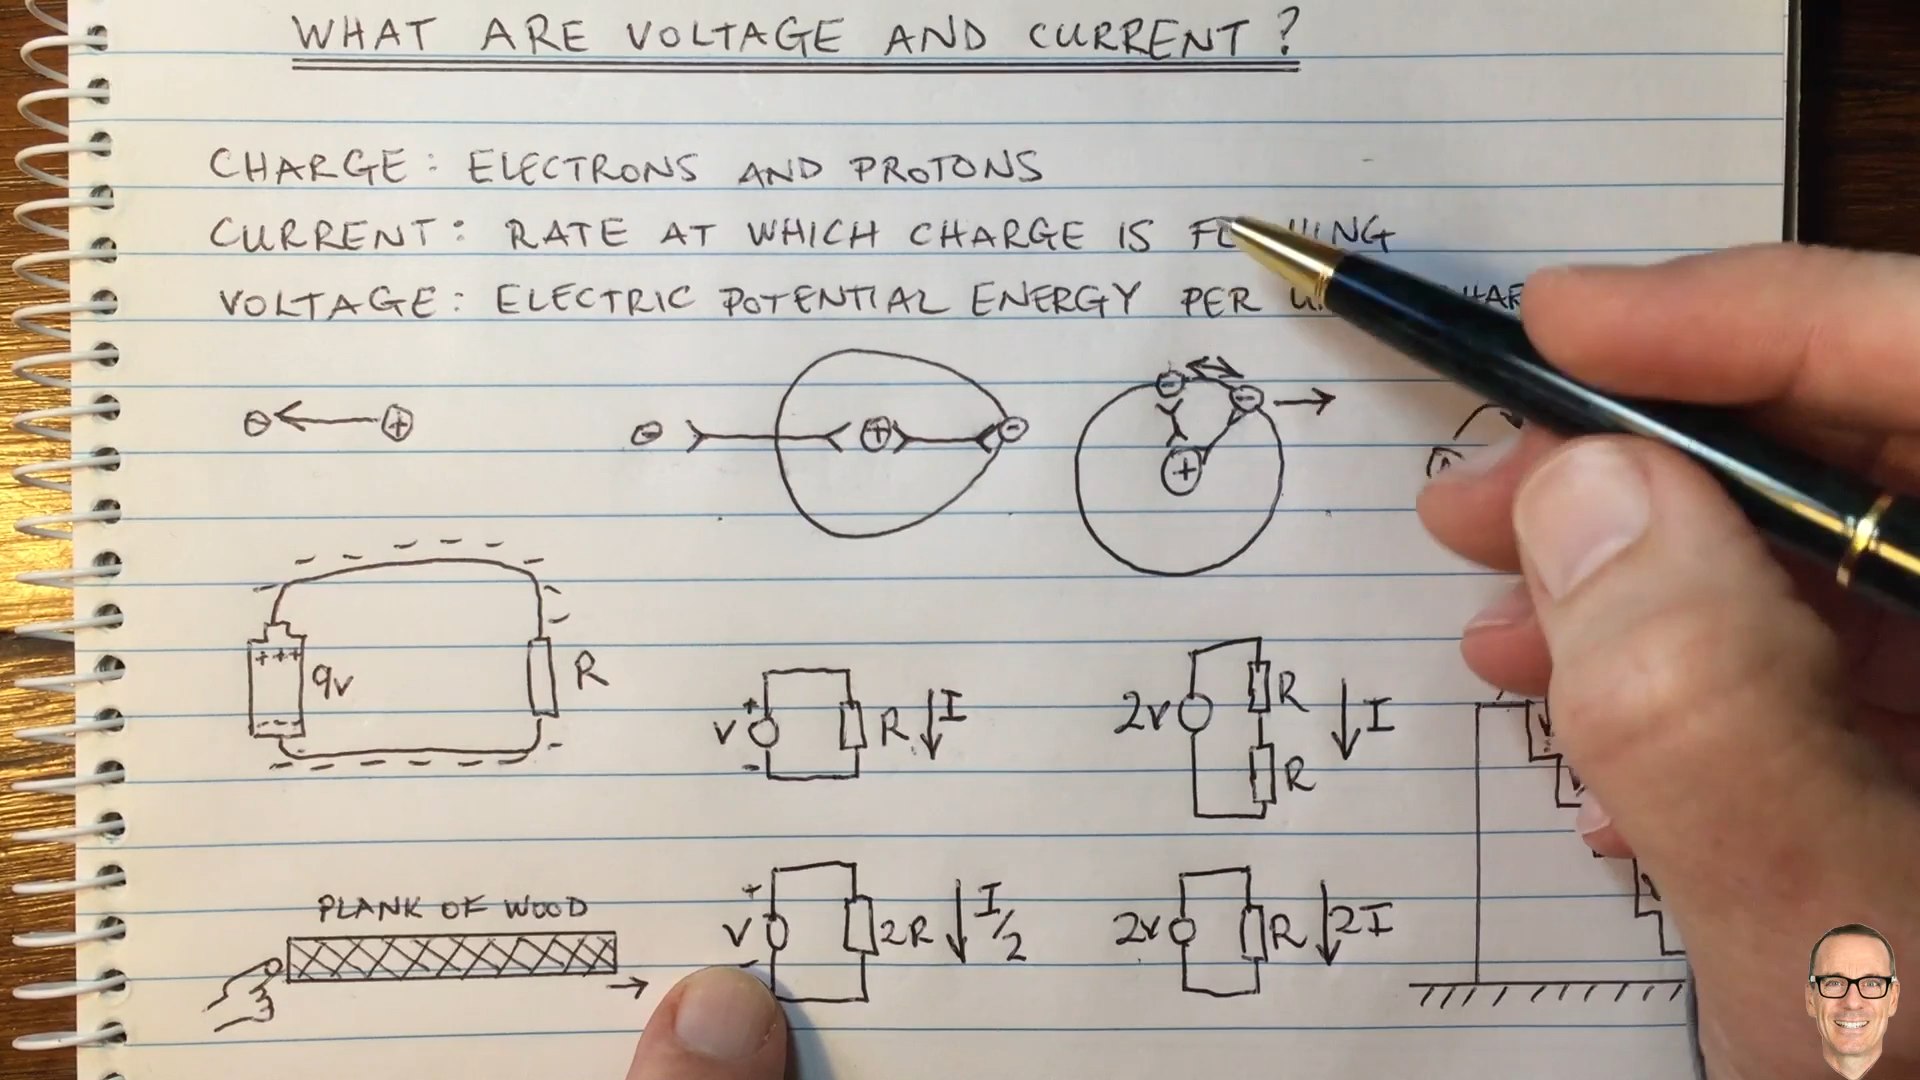 WHAT ARE VOLTAGE AND CURRENT?
CHARGE: ELECTRONS AND PROTONS
CURRENT: RATE AT WHICH CHARGE IS
VOLTAGE: ELECTRIC POTENTIAL ENERGY PER
9V
R
V
R
I
2V
R
R
I
PLANK OF WOOD
V
2R
I/2
2V
R
2I